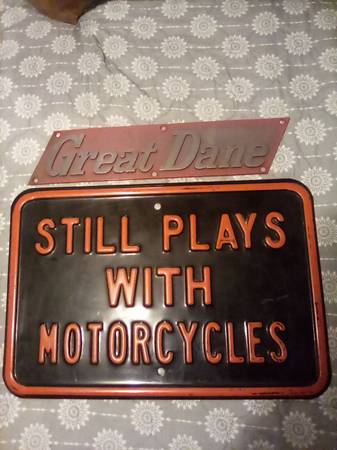 Great Dane
STILL PLAYS
WITH
MOTORCYCLES